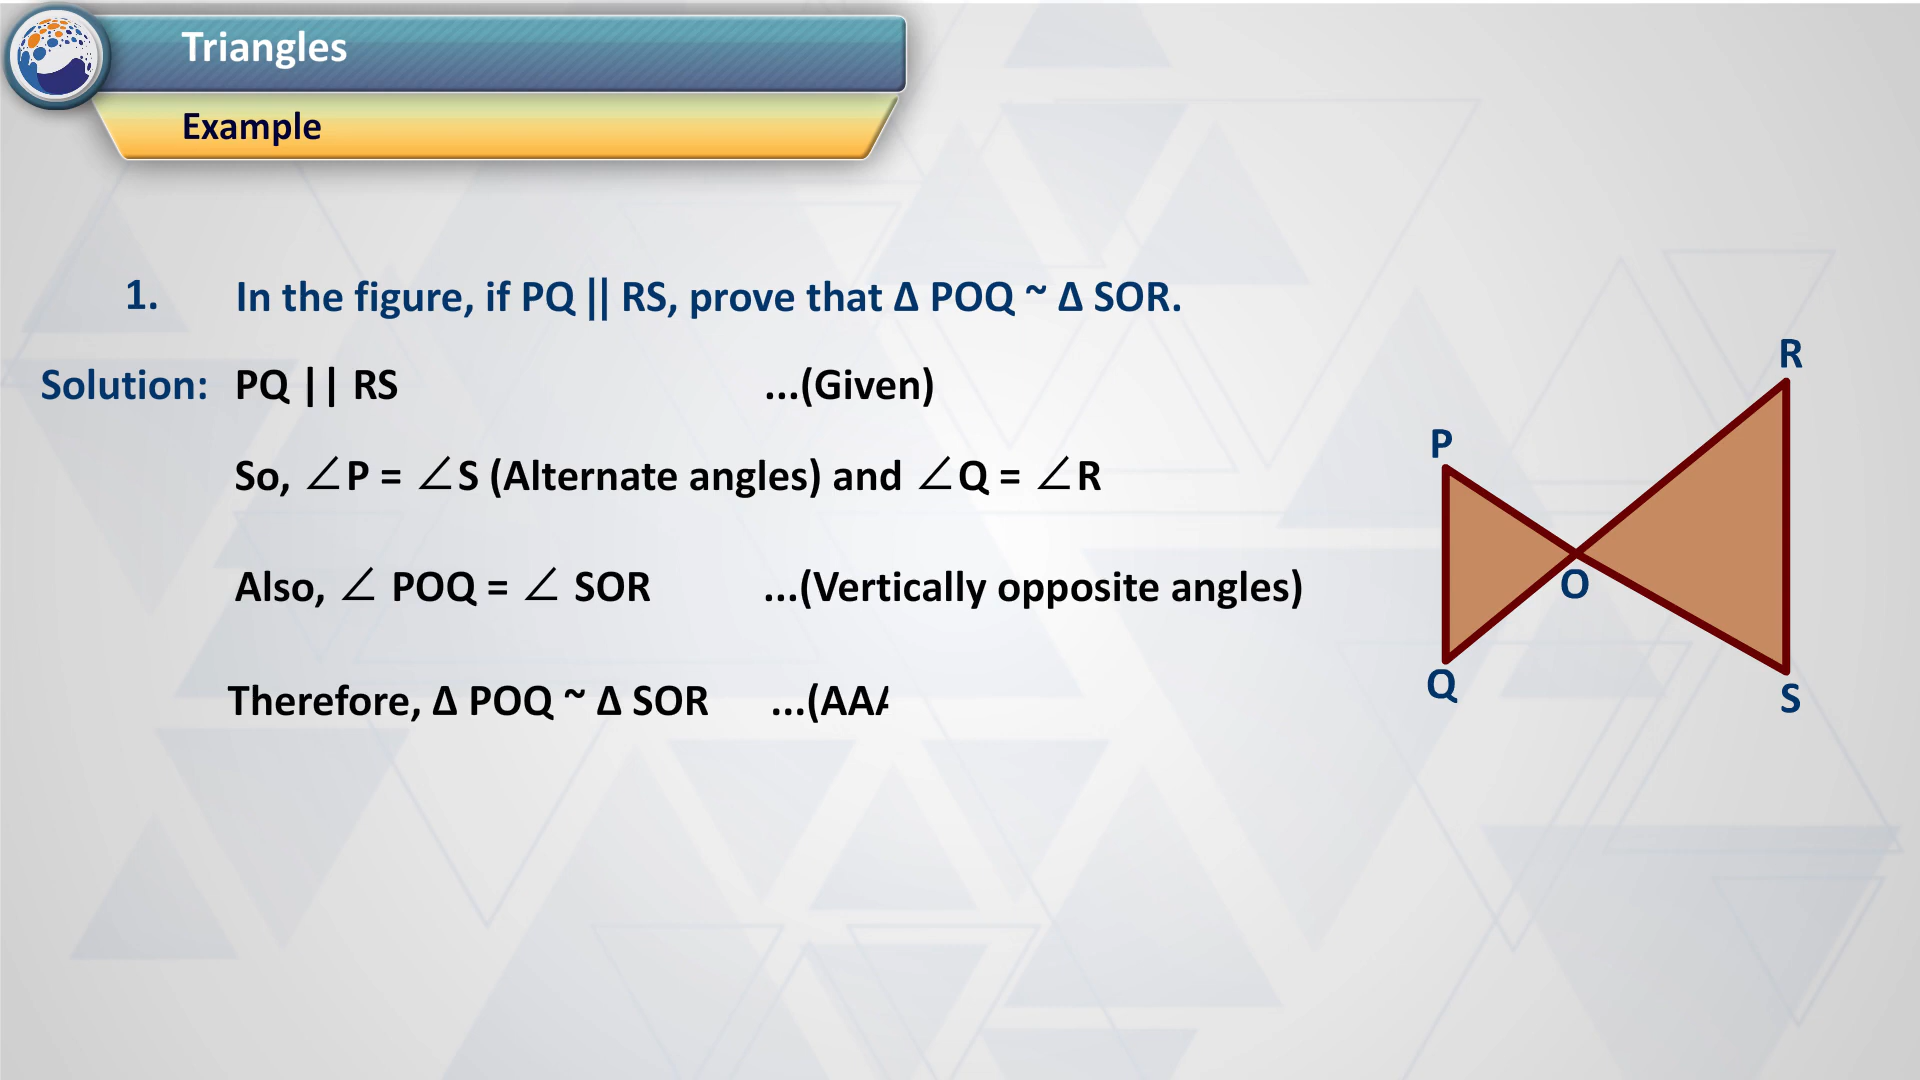 Triangles
Example
1. In the figure, if PQ || RS, prove that Δ POQ ~ Δ SOR.
Solution: PQ || RS ...(Given)
So, ∠P = ∠S (Alternate angles) and ∠Q = ∠R
Also, ∠ POQ = ∠ SOR ...(Vertically opposite angles)
Therefore, Δ POQ ~ Δ SOR ...(AA
R
P
O
Q
S